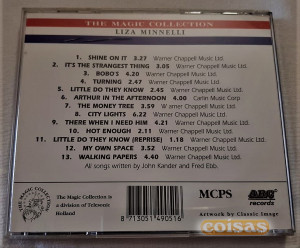 THE MAGIC COLLECTION
LIZA MINNELLI
1. SHINE ON IT 3.27 Warner Chappell Music Ltd.
2. IT'S THE STRANGEST THING 3.05 Warner Chappell Music Ltd.
3. BOBO'S 4.20 Warner Chappell Music Ltd.
4. TURNING 2.47 Warner Chappell Music Ltd.
5. LITTLE DO THEY KNOW 2.45 Warner Chappell Music Ltd.
6. ARTHUR IN THE AFTERNOON 4.00 Carlin Music Corp
7. THE MONEY TREE 3.59 Warner Chappell Music Ltd.
8. CITY LIGHTS 6.22 Warner Chappell Music Ltd.
9. THERE WHEN I NEED HIM 4.21 Warner Chappell Music Ltd.
10. HOT ENOUGH 2.11 Warner Chappell Music Ltd.
11. LITTLE DO THEY KNOW (REPRISE) 1.18 Warner Chappell Music Ltd.
12. MY OWN SPACE 3.30 Warner Chappell Music Ltd.
13. WALKING PAPERS 4.40 Warner Chappell Music Ltd.
All songs written by John Kander and Fred Ebb.
THE MAGIC COLLECTION
The Magic Collection is
a division of Telesonic
Holland
8 713051 490516
MCPS
ARC
records
Artwork by Classic Image
coisas